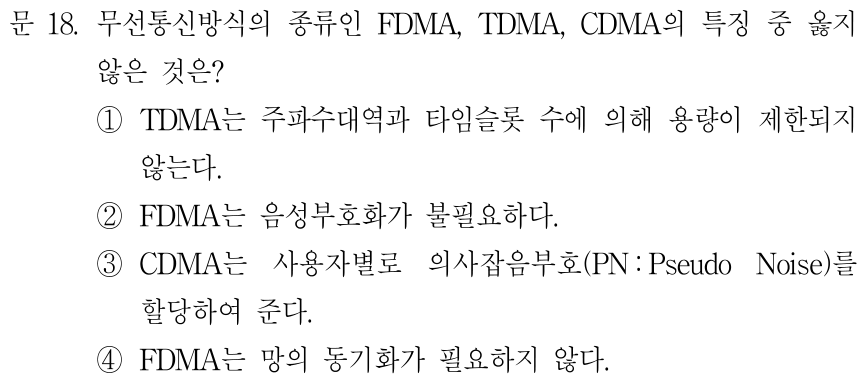 문 18. 무선통신방식의 종류인 FDMA, TDMA, CDMA의 특징 중 옳지
않은 것은?
① TDMA는 주파수대역과 타임슬롯 수에 의해 용량이 제한되지
않는다.
② FDMA는 음성부호화가 불필요하다.
③ CDMA는 사용자별로 의사잡음부호(PN : Pseudo Noise)를
할당하여 준다.
④ FDMA는 망의 동기화가 필요하지 않다.